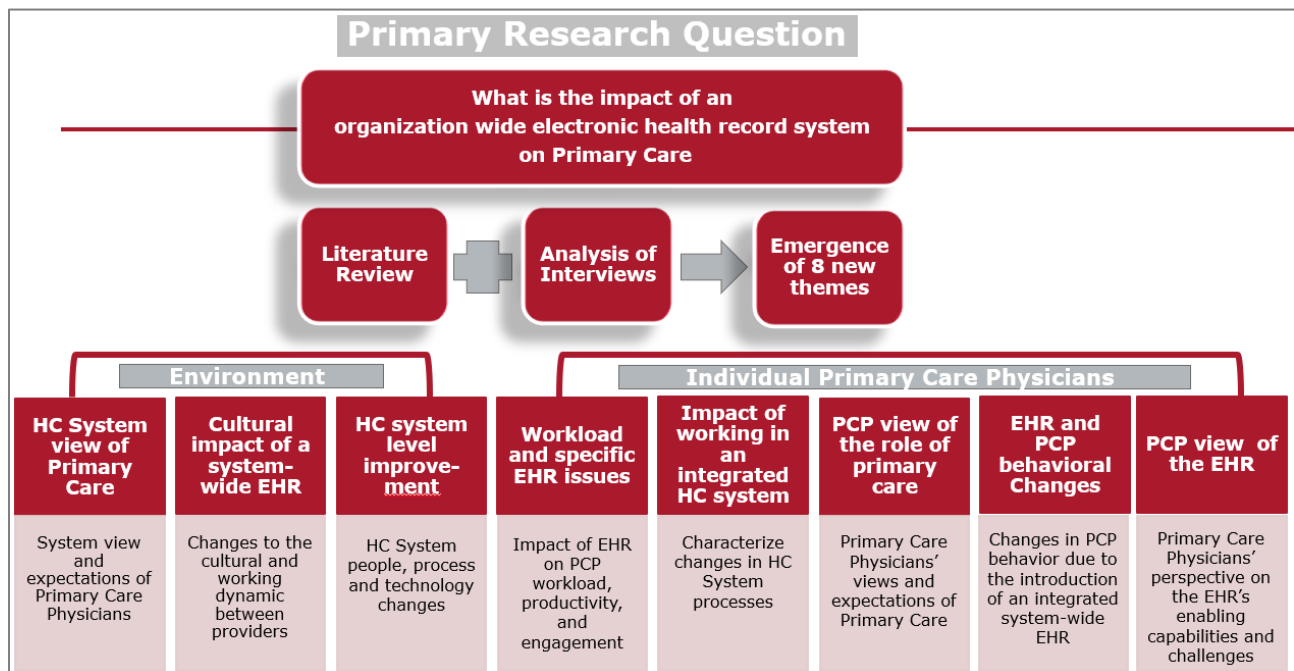 Primary Research Question
What is the impact of an
organization wide electronic health record system
on Primary Care
Literature
Review
Analysis of
Interviews
Emergence
of 8 new
themes
Environment
Individual Primary Care Physicians
HC System
view of
Primary
Care
Cultural
impact of a
system-
wide EHR
HC system
level
improve-
ment
Workload
and specific
EHR issues
Impact of
working in
an
integrated
HC system
PCP view of
the role of
primary
care
EHR and
PCP
behavioral
Changes
PCP view of
the EHR
System view
and
expectations of
Primary Care
Physicians
Changes to the
cultural and
working
dynamic
between
providers
HC System
people, process
and technology
changes
Impact of EHR
on PCP
workload,
productivity,
and
engagement
Characterize
changes in HC
System
processes
Primary Care
Physicians'
views and
expectations of
Primary Care
Changes in PCP
behavior due to
the introduction
of an integrated
system-wide
EHR
Primary Care
Physicians'
perspective on
the EHR's
enabling
capabilities and
challenges